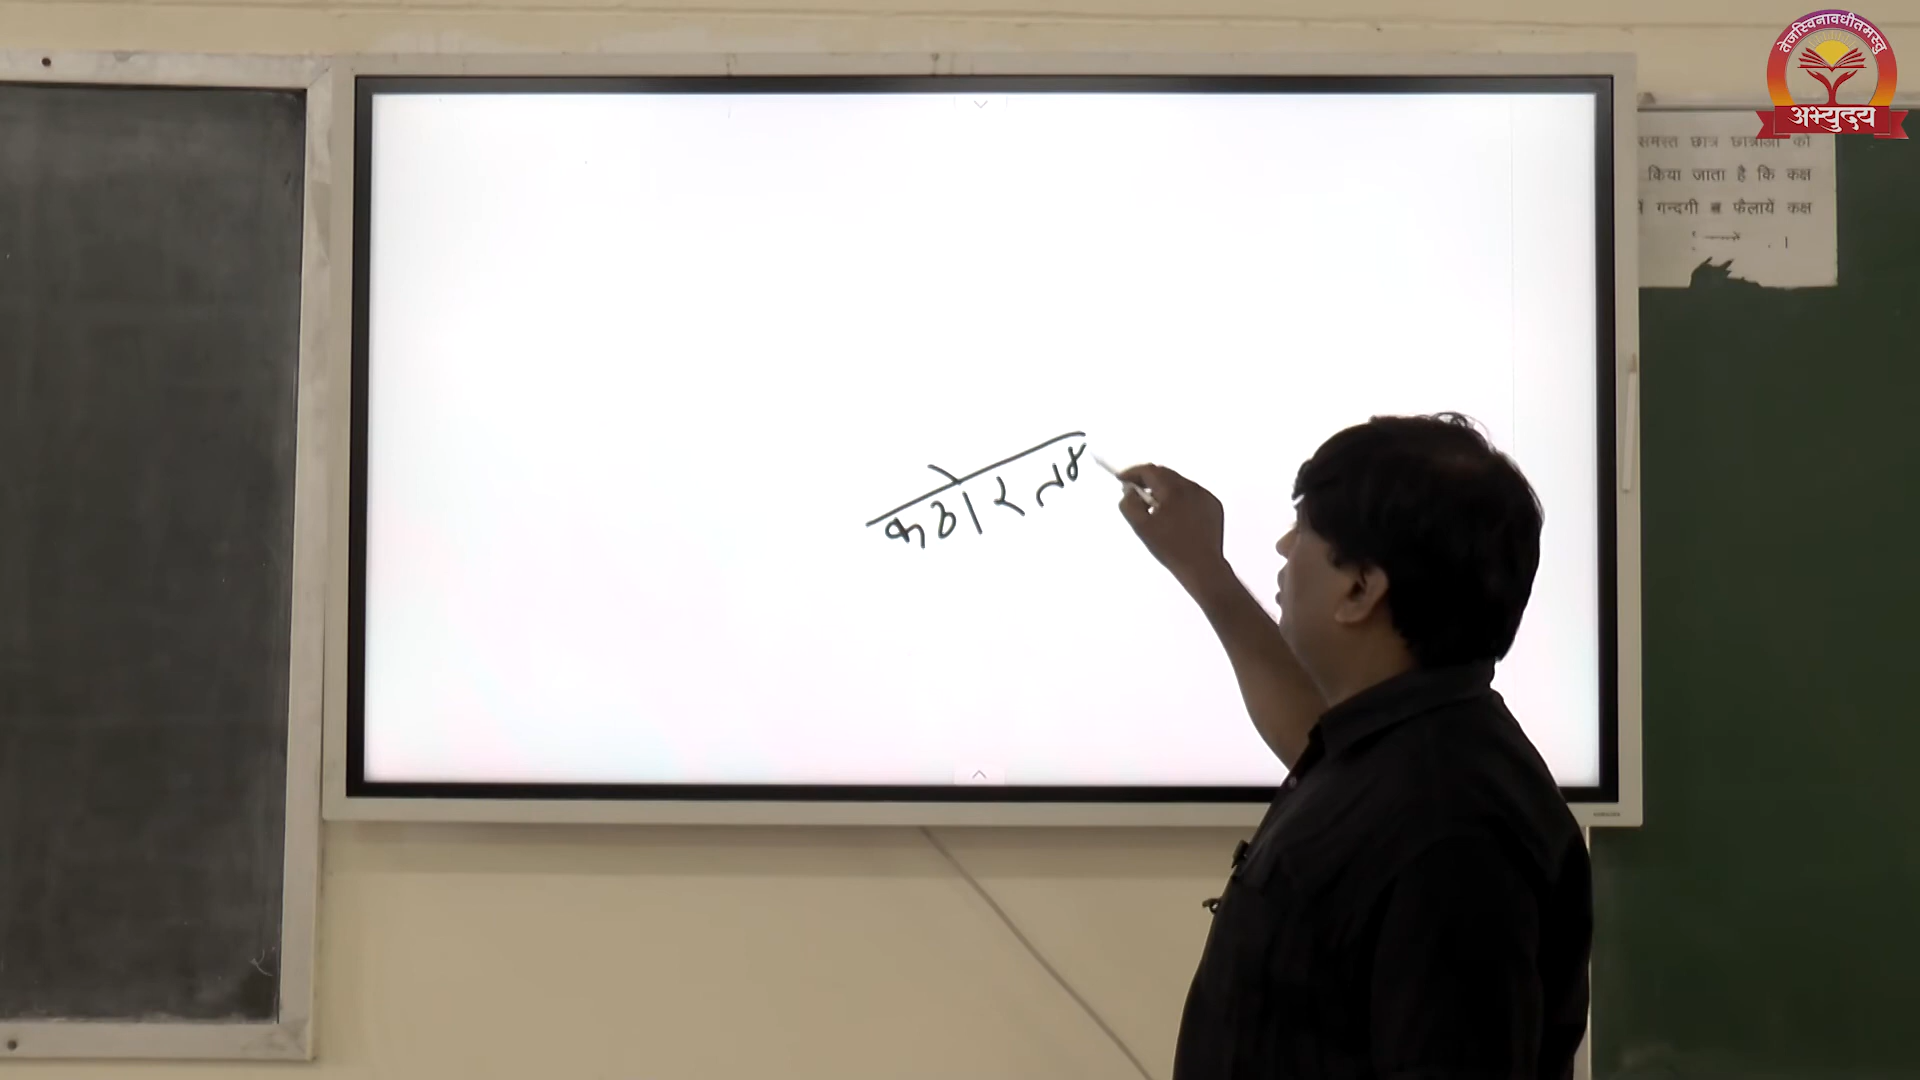 तेजस्विनावधीतमस्तु
अभ्युदय
समस्त छात्र छात्राओं को
किया जाता है कि कक्ष
में गन्दगी न फैलायें कक्ष
कठोरतम